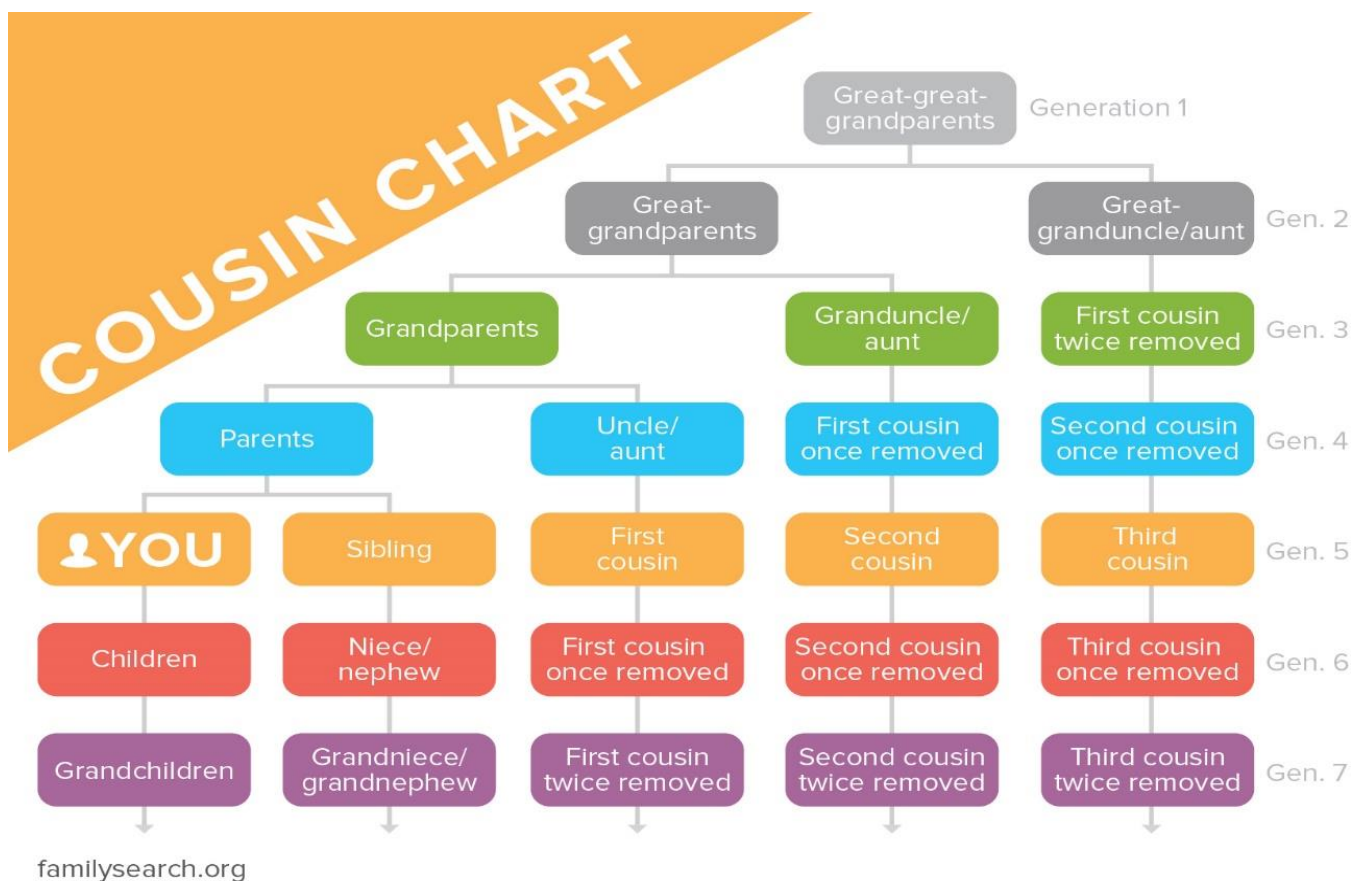 COUSIN CHART
Great-great-
grandparents
Generation 1
Great-
grandparents
Great-
granduncle/aunt
Gen. 2
Grandparents
Granduncle/
aunt
First cousin
twice removed
Gen. 3
Parents
Uncle/
aunt
First cousin
once removed
Second cousin
once removed
Gen. 4
YOU
Sibling
First
cousin
Second
cousin
Third
cousin
Gen. 5
Children
Niece/
nephew
First cousin
once removed
Second cousin
once removed
Third cousin
once removed
Gen. 6
Grandchildren
Grandniece/
grandnephew
First cousin
twice removed
Second cousin
twice removed
Third cousin
twice removed
Gen. 7
familysearch.org